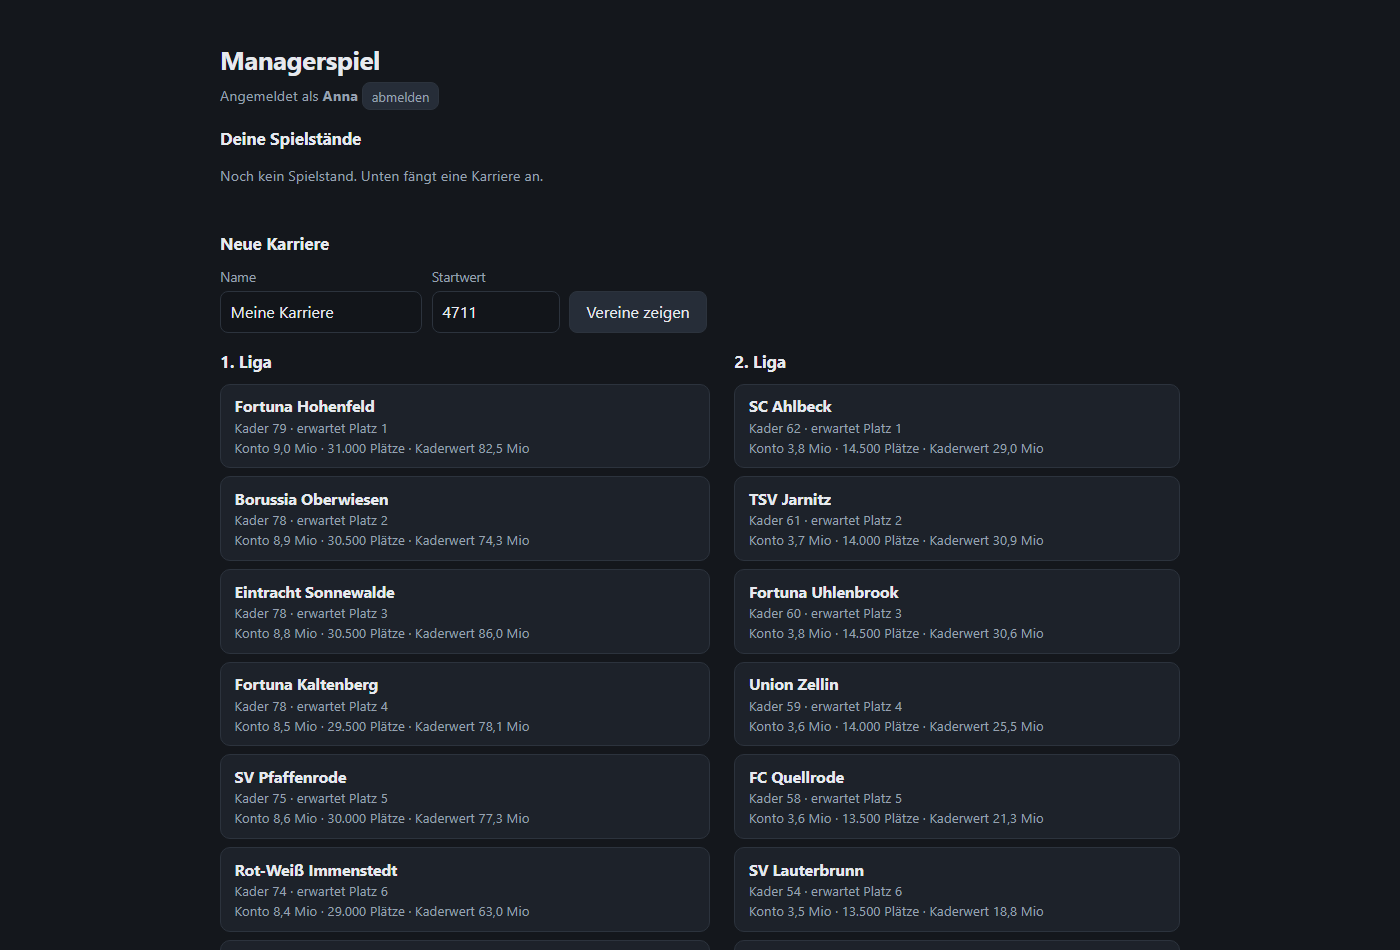 Managerspiel
Angemeldet als Anna abmelden
Deine Spielstände
Noch kein Spielstand. Unten fängt eine Karriere an.
Neue Karriere
Name
Startwert
Meine Karriere
4711
Vereine zeigen
1. Liga
Fortuna Hohenfeld
Kader 79 · erwartet Platz 1
Konto 9,0 Mio · 31.000 Plätze · Kaderwert 82,5 Mio
Borussia Oberwiesen
Kader 78 · erwartet Platz 2
Konto 8,9 Mio · 30.500 Plätze · Kaderwert 74,3 Mio
Eintracht Sonnewalde
Kader 78 · erwartet Platz 3
Konto 8,8 Mio · 30.500 Plätze · Kaderwert 86,0 Mio
Fortuna Kaltenberg
Kader 78 · erwartet Platz 4
Konto 8,5 Mio · 29.500 Plätze · Kaderwert 78,1 Mio
SV Pfaffenrode
Kader 75 · erwartet Platz 5
Konto 8,6 Mio · 30.000 Plätze · Kaderwert 77,3 Mio
Rot-Weiß Immenstedt
Kader 74 · erwartet Platz 6
Konto 8,4 Mio · 29.000 Plätze · Kaderwert 63,0 Mio
2. Liga
SC Ahlbeck
Kader 62 · erwartet Platz 1
Konto 3,8 Mio · 14.500 Plätze · Kaderwert 29,0 Mio
TSV Jarnitz
Kader 61 · erwartet Platz 2
Konto 3,7 Mio · 14.000 Plätze · Kaderwert 30,9 Mio
Fortuna Uhlenbrook
Kader 60 · erwartet Platz 3
Konto 3,8 Mio · 14.500 Plätze · Kaderwert 30,6 Mio
Union Zellin
Kader 59 · erwartet Platz 4
Konto 3,6 Mio · 14.000 Plätze · Kaderwert 25,5 Mio
FC Quellrode
Kader 58 · erwartet Platz 5
Konto 3,6 Mio · 13.500 Plätze · Kaderwert 21,3 Mio
SV Lauterbrunn
Kader 54 · erwartet Platz 6
Konto 3,5 Mio · 13.500 Plätze · Kaderwert 18,8 Mio